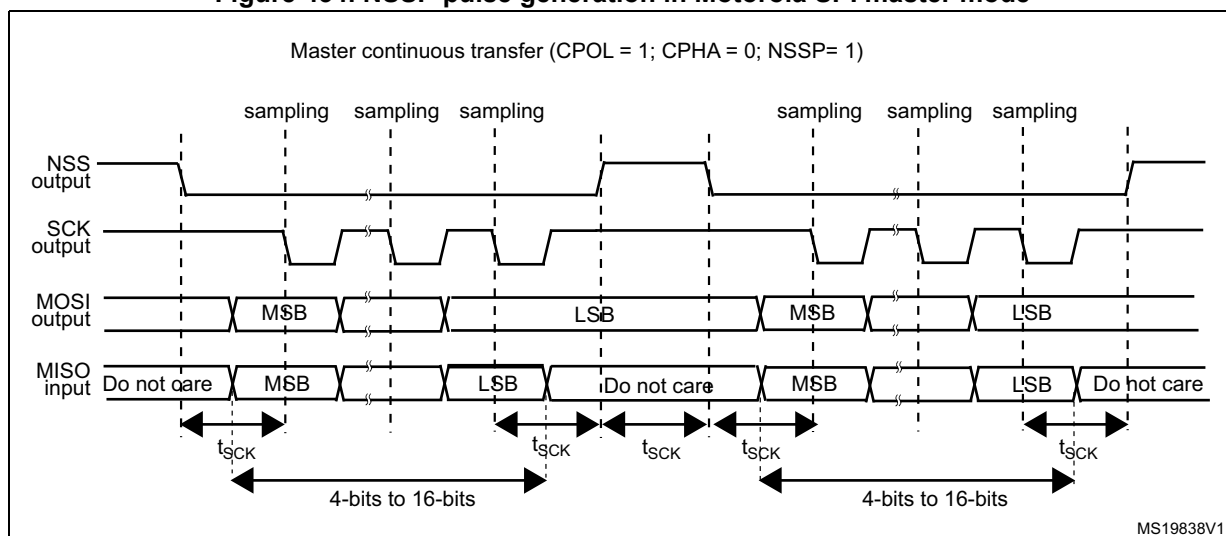 Master continuous transfer (CPOL = 1; CPHA = 0; NSSP= 1)
sampling sampling sampling sampling sampling sampling
NSS
output
SCK
output
MOSI
output
MSB LSB MSB LSB
MISO
input
Do not care MSB LSB Do not care MSB LSB Do not care
tSCK tSCK tSCK tSCK tSCK
4-bits to 16-bits 4-bits to 16-bits
MS19838V1